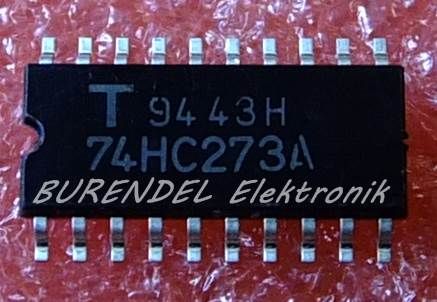 T 9443H
74HC273A
BURENDEL Elektronik